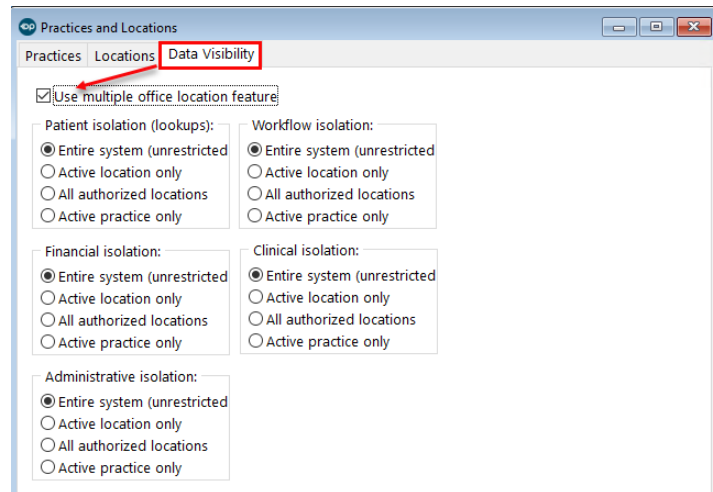 op Practices and Locations
Practices Locations Data Visibility
Use multiple office location feature
Patient isolation (lookups):
Entire system (unrestricted
Active location only
All authorized locations
Active practice only
Workflow isolation:
Entire system (unrestricted
Active location only
All authorized locations
Active practice only
Financial isolation:
Entire system (unrestricted
Active location only
All authorized locations
Active practice only
Clinical isolation:
Entire system (unrestricted
Active location only
All authorized locations
Active practice only
Administrative isolation:
Entire system (unrestricted
Active location only
All authorized locations
Active practice only